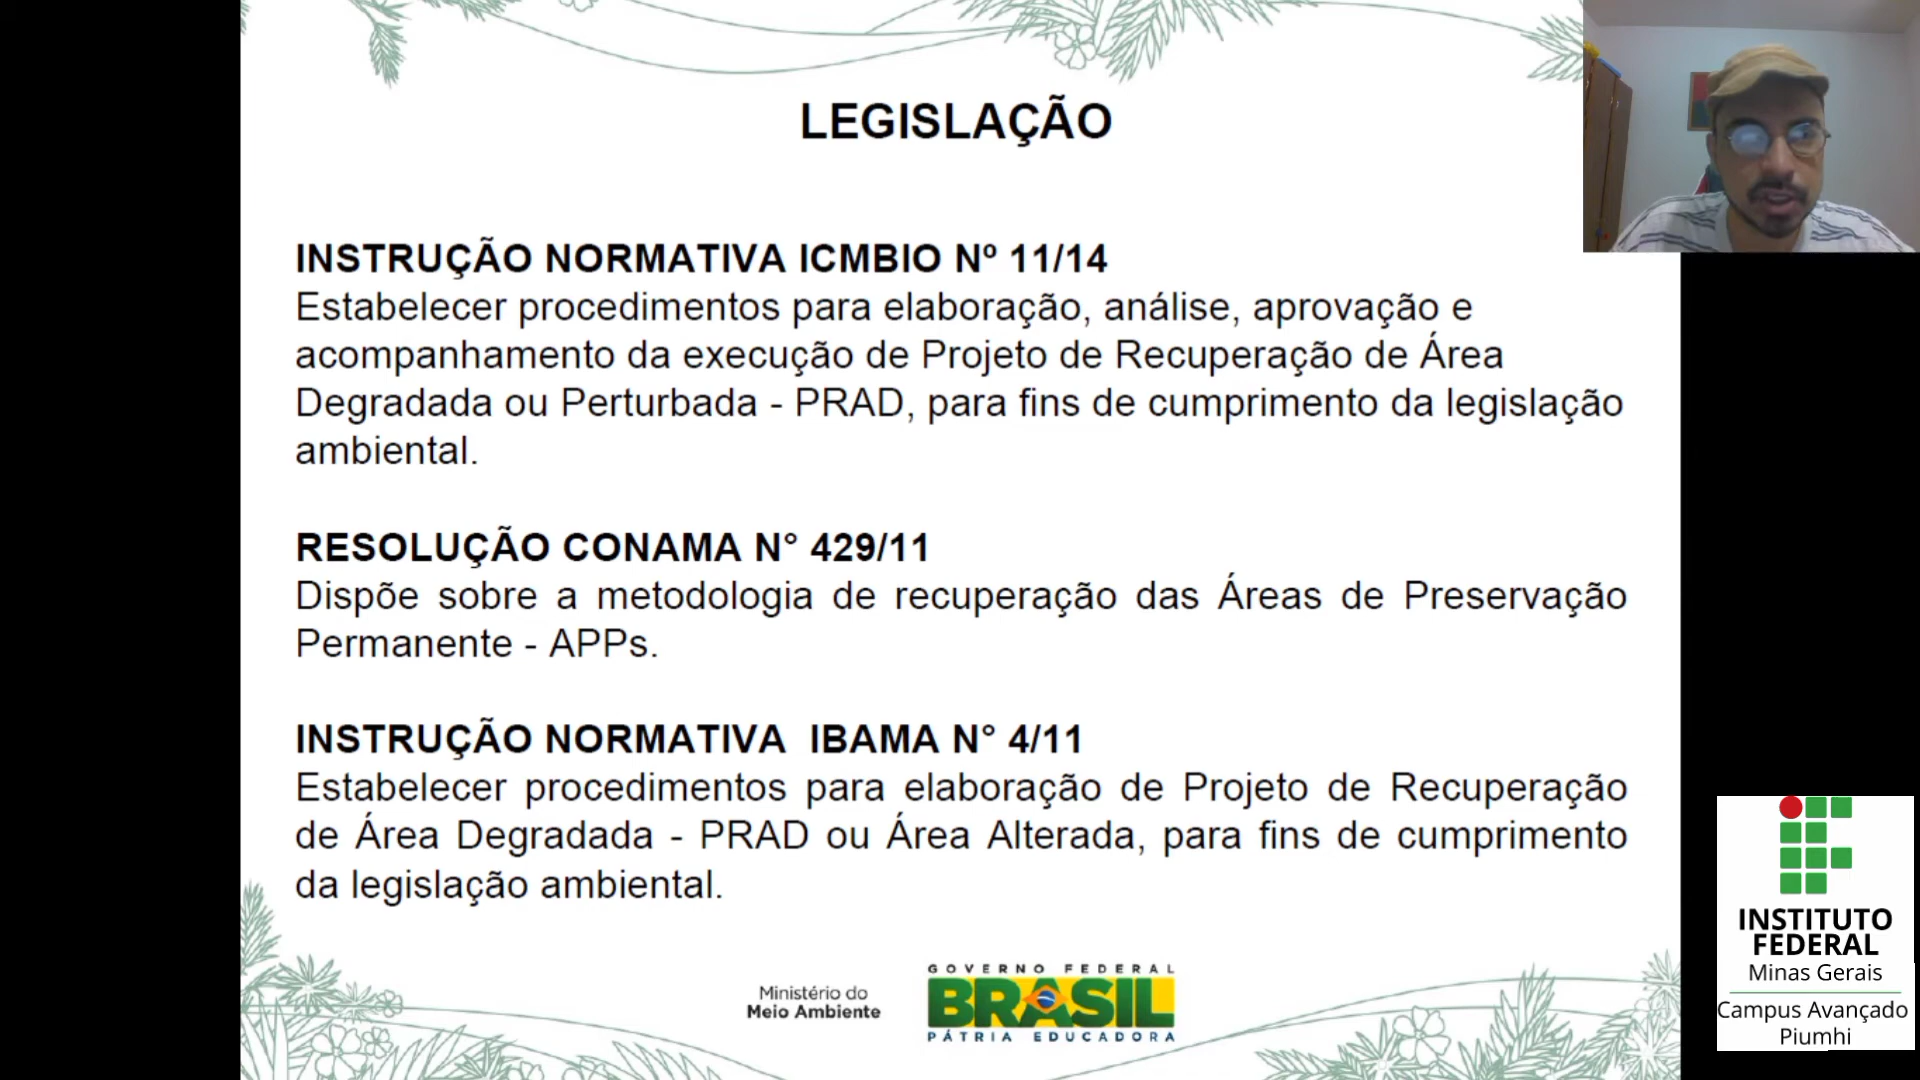 LEGISLAÇÃO
INSTRUÇÃO NORMATIVA ICMBIO Nº 11/14
Estabelecer procedimentos para elaboração, análise, aprovação e
acompanhamento da execução de Projeto de Recuperação de Área
Degradada ou Perturbada - PRAD, para fins de cumprimento da legislação
ambiental.
RESOLUÇÃO CONAMA N° 429/11
Dispõe sobre a metodologia de recuperação das Áreas de Preservação
Permanente - APPs.
INSTRUÇÃO NORMATIVA  IBAMA N° 4/11
Estabelecer procedimentos para elaboração de Projeto de Recuperação
de Área Degradada - PRAD ou Área Alterada, para fins de cumprimento
da legislação ambiental.
Ministério do
Meio Ambiente
GOVERNO FEDERAL
BRASIL
PÁTRIA EDUCADORA
INSTITUTO
FEDERAL
Minas Gerais
Campus Avançado
Piumhi